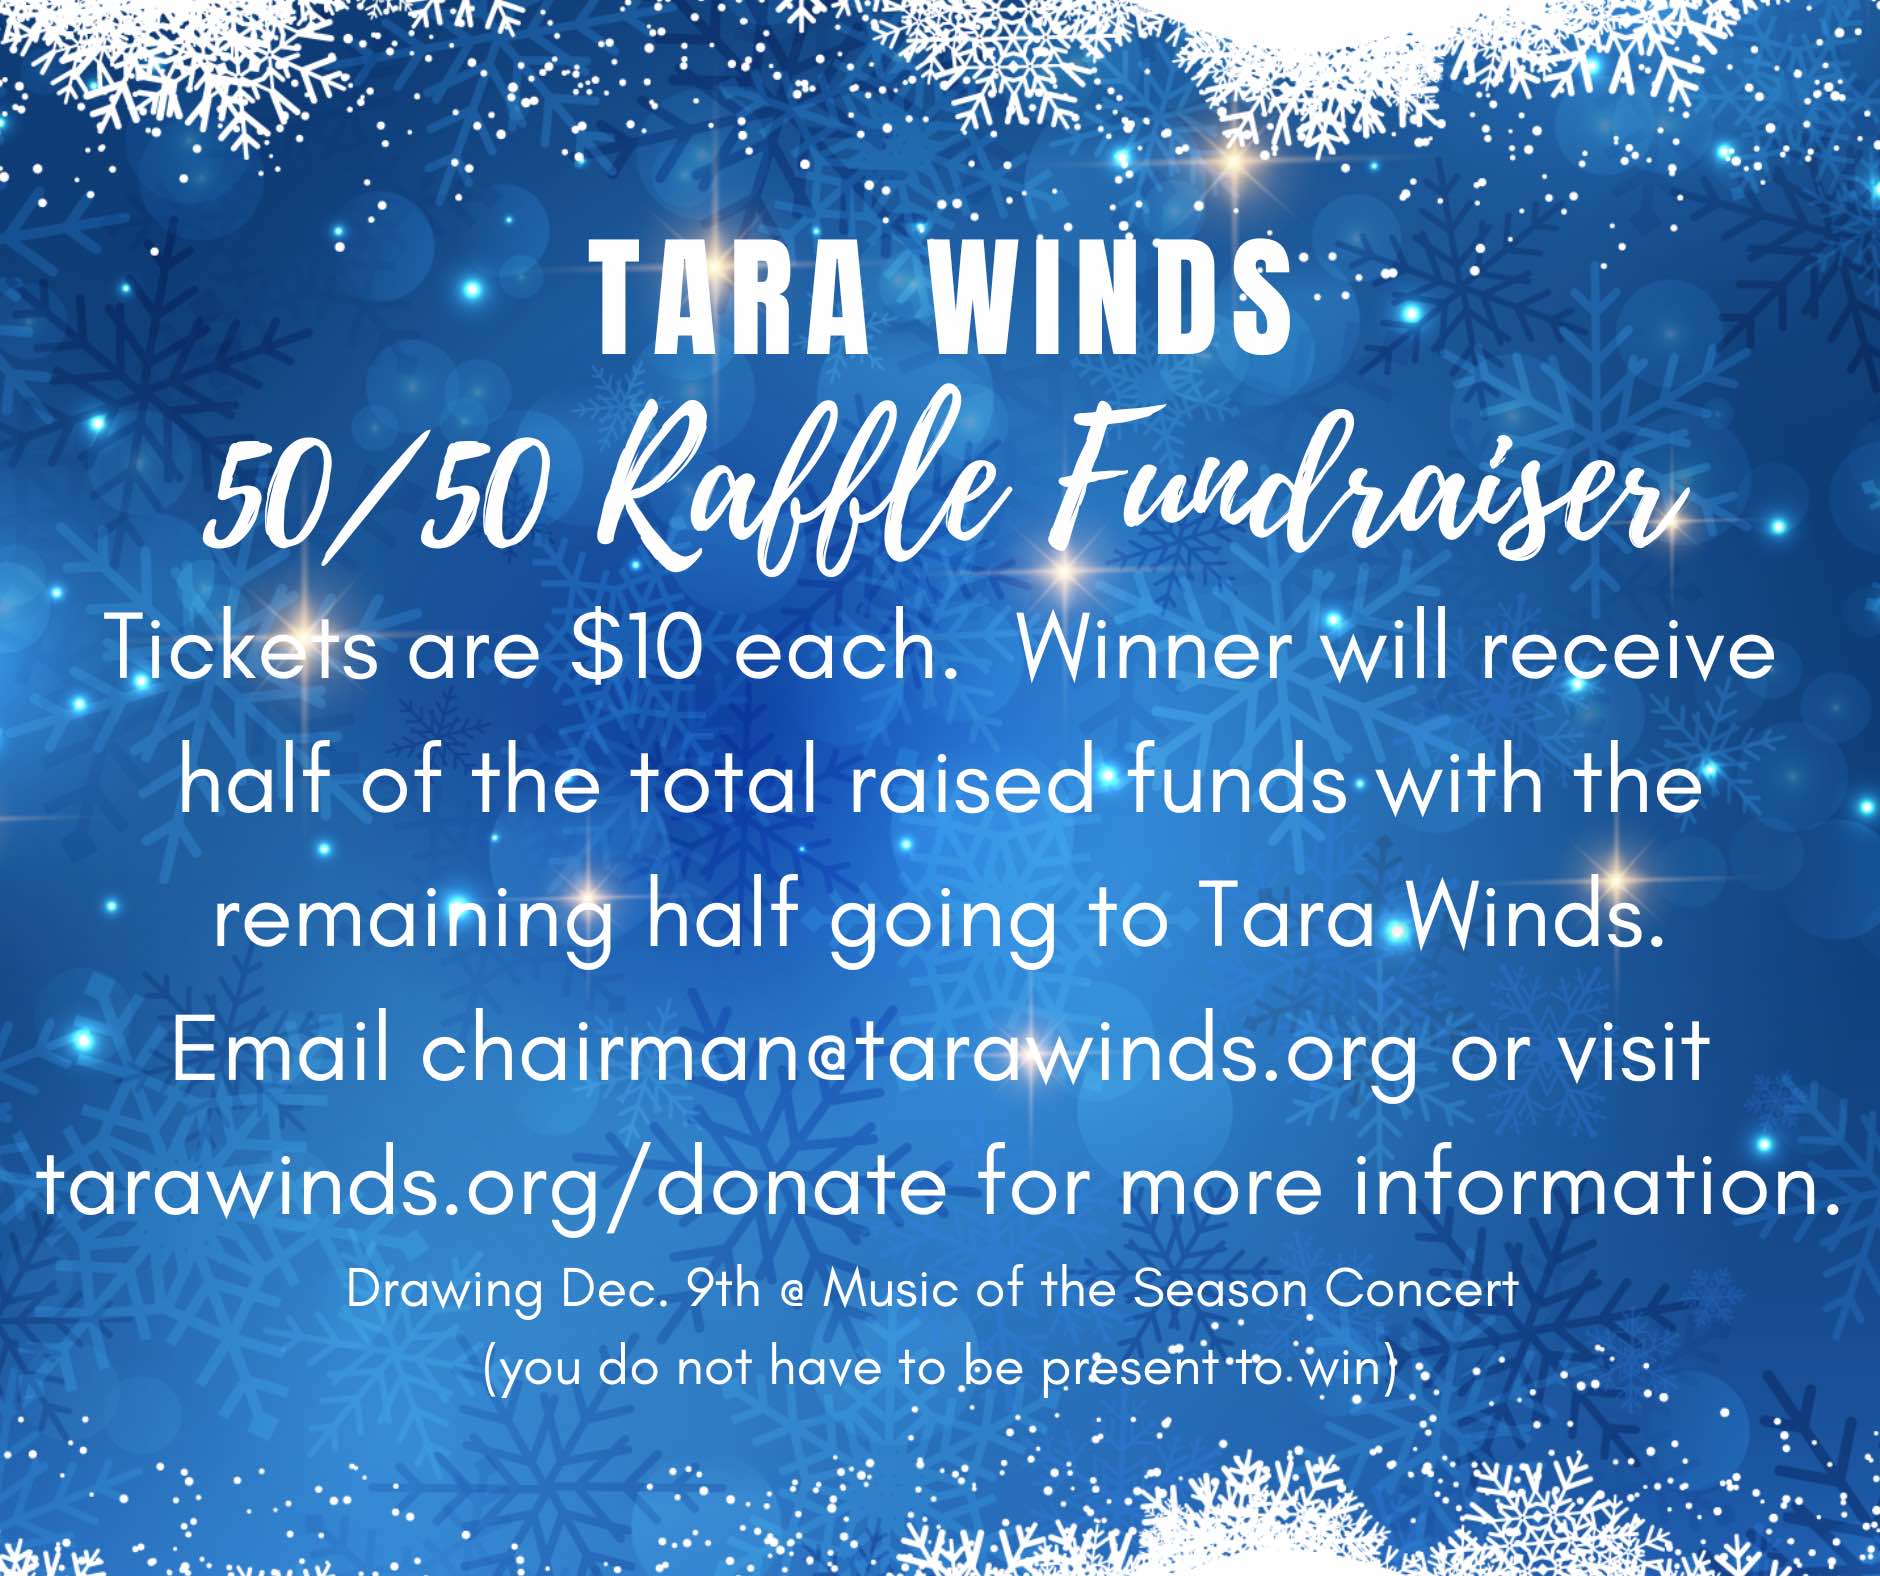 TARA WINDS
50/50 Raffle Fundraiser
Tickets are $10 each. Winner will receive
half of the total raised funds with the
remaining half going to Tara Winds.
Email chairman@tarawinds.org or visit
tarawinds.org/donate for more information.
Drawing Dec. 9th @ Music of the Season Concert
(you do not have to be present to win)